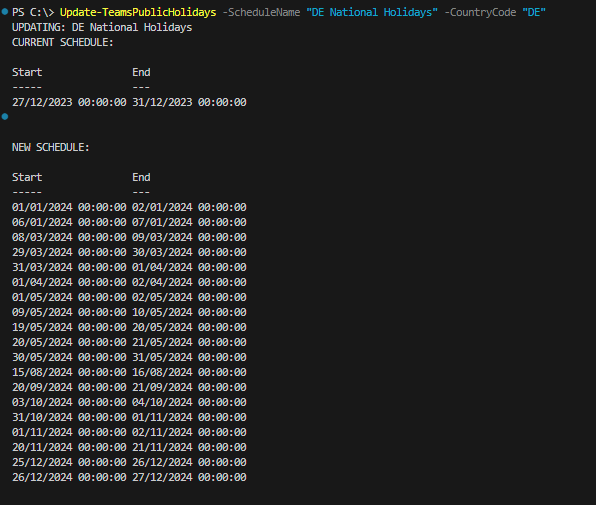 PS C:\> Update-TeamsPublicHolidays -ScheduleName "DE National Holidays" -CountryCode "DE"
UPDATING: DE National Holidays
CURRENT SCHEDULE:
Start End
----- ---
27/12/2023 00:00:00 31/12/2023 00:00:00
NEW SCHEDULE:
Start End
----- ---
01/01/2024 00:00:00 02/01/2024 00:00:00
06/01/2024 00:00:00 07/01/2024 00:00:00
08/03/2024 00:00:00 09/03/2024 00:00:00
29/03/2024 00:00:00 30/03/2024 00:00:00
31/03/2024 00:00:00 01/04/2024 00:00:00
01/04/2024 00:00:00 02/04/2024 00:00:00
01/05/2024 00:00:00 02/05/2024 00:00:00
09/05/2024 00:00:00 10/05/2024 00:00:00
19/05/2024 00:00:00 20/05/2024 00:00:00
20/05/2024 00:00:00 21/05/2024 00:00:00
30/05/2024 00:00:00 31/05/2024 00:00:00
15/08/2024 00:00:00 16/08/2024 00:00:00
20/09/2024 00:00:00 21/09/2024 00:00:00
03/10/2024 00:00:00 04/10/2024 00:00:00
31/10/2024 00:00:00 01/11/2024 00:00:00
01/11/2024 00:00:00 02/11/2024 00:00:00
20/11/2024 00:00:00 21/11/2024 00:00:00
25/12/2024 00:00:00 26/12/2024 00:00:00
26/12/2024 00:00:00 27/12/2024 00:00:00